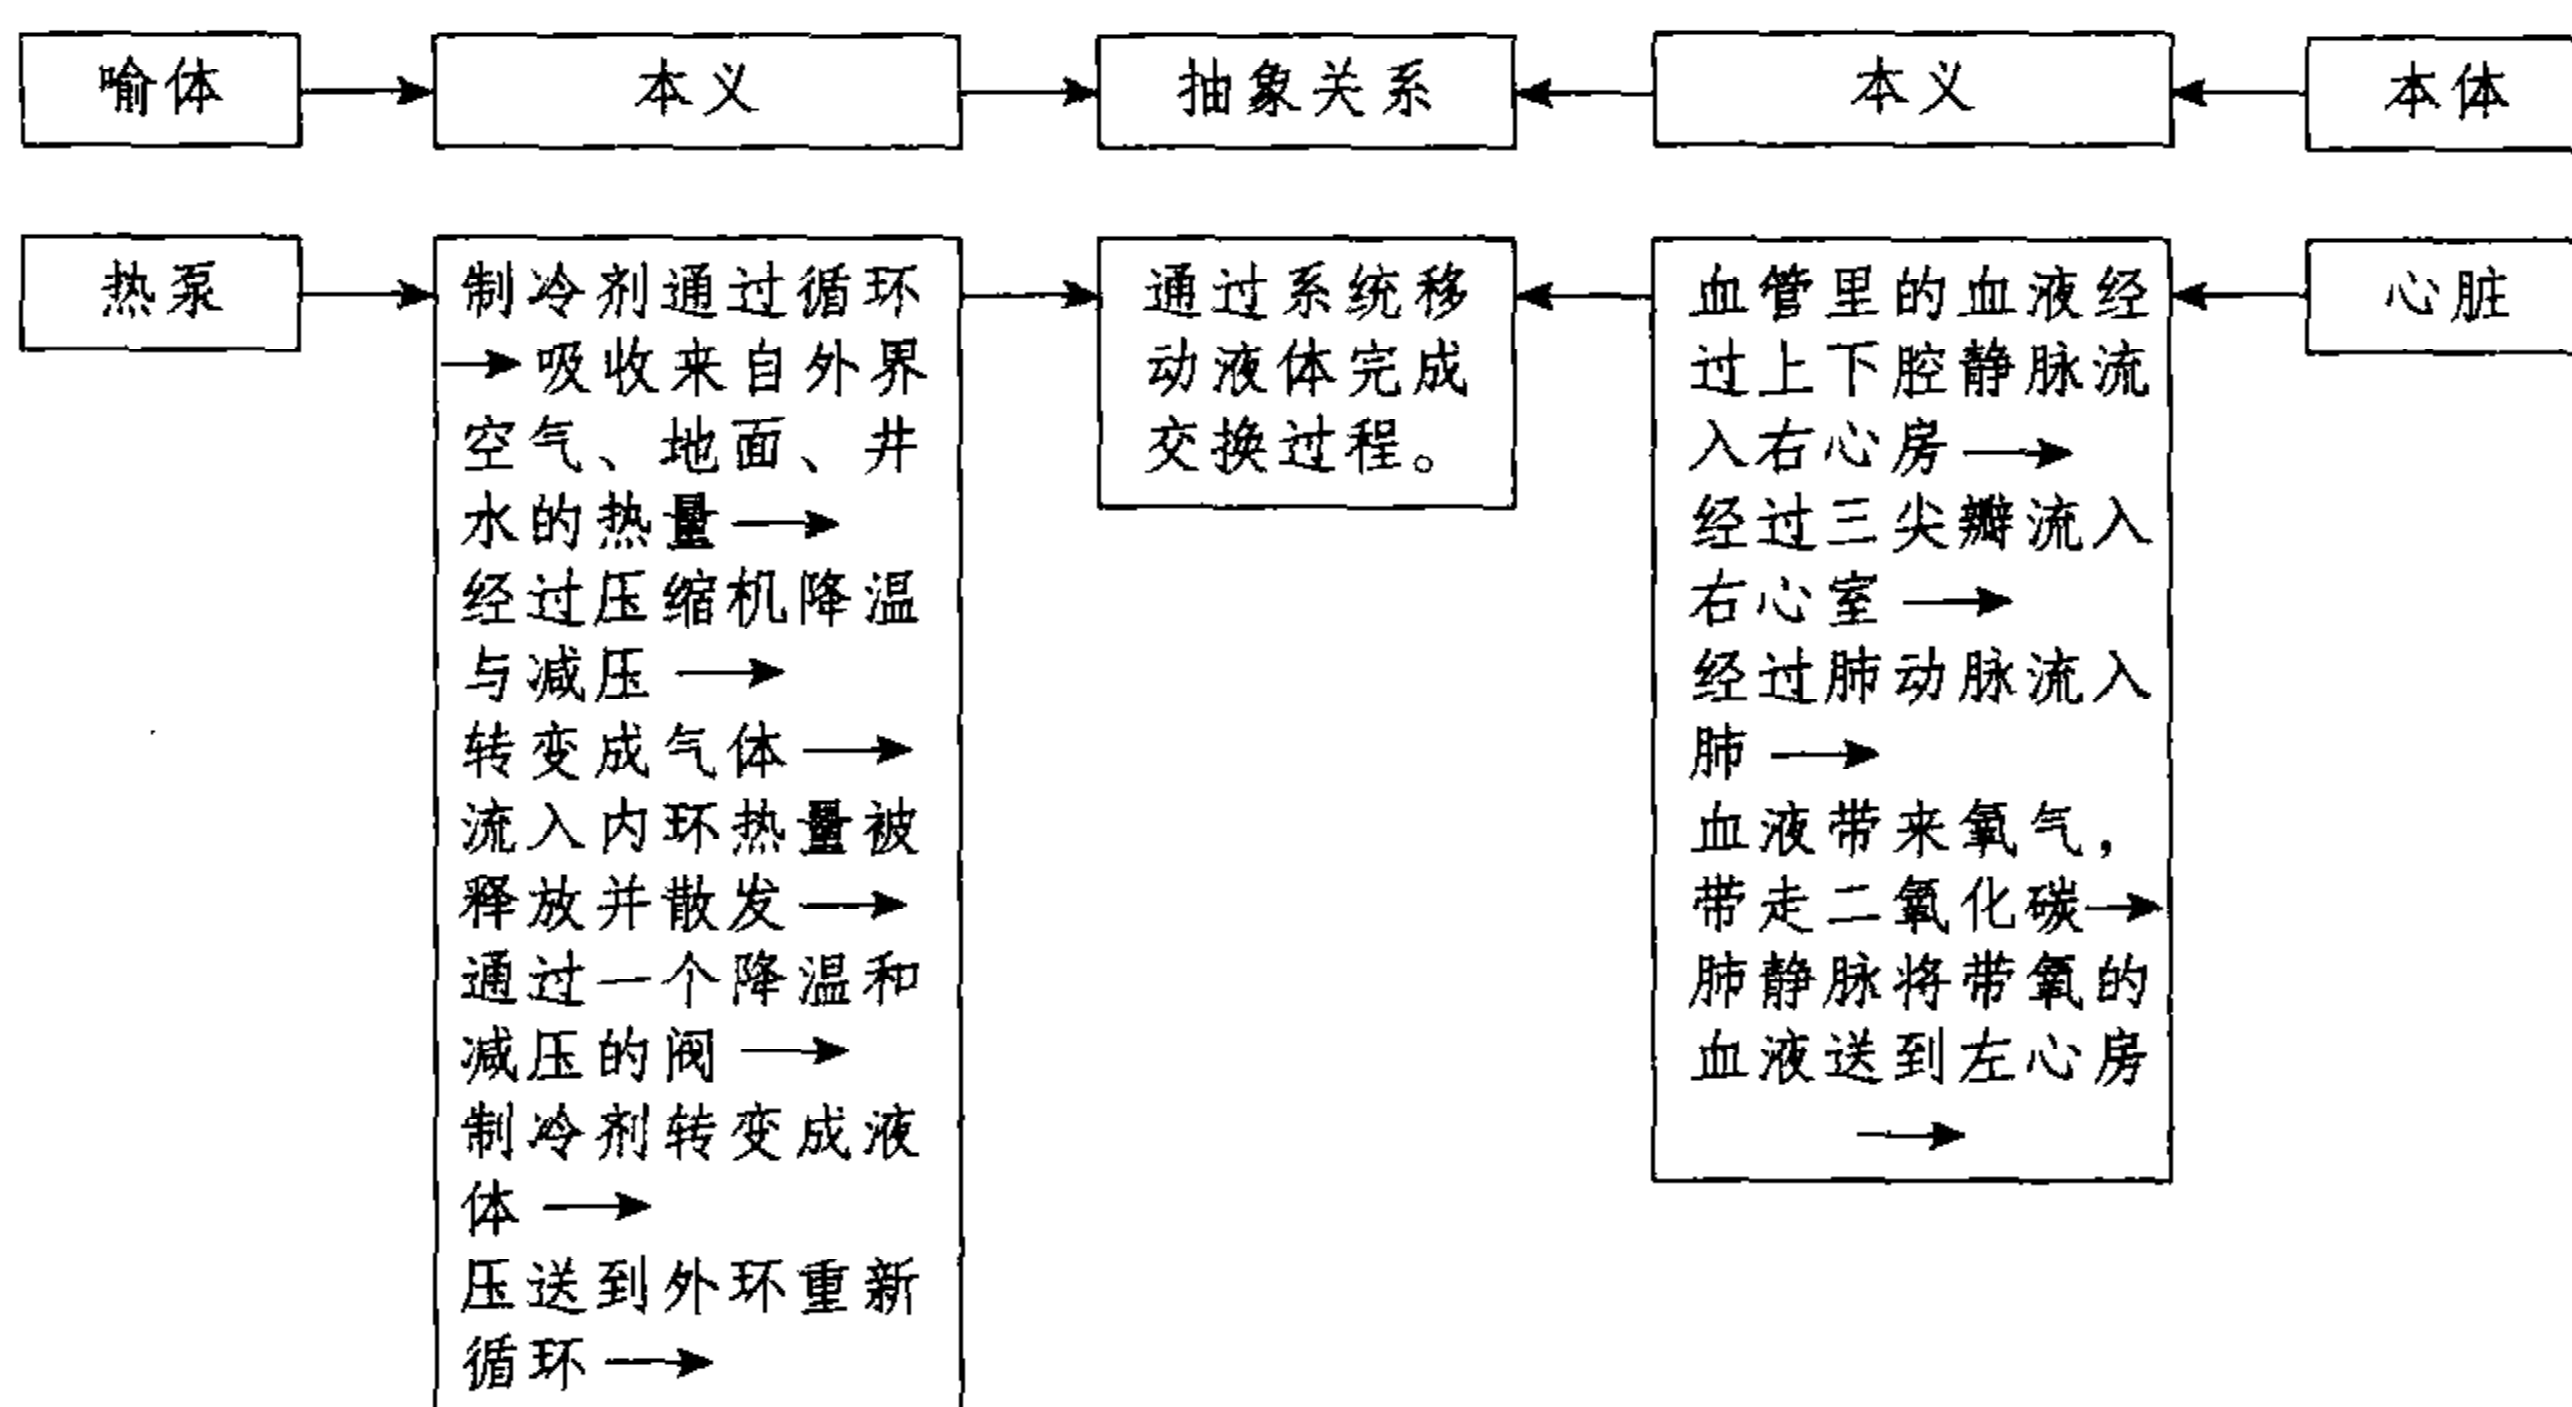 喻体
本义
抽象关系
本义
本体
热泵
制冷剂通过循环
→吸收来自外界
空气、地面、井
水的热量→
经过压缩机降温
与减压→
转变成气体→
流入内环热量被
释放并散发→
通过一个降温和
减压的阀→
制冷剂转变成液
体→
压送到外环重新
循环→
通过系统移
动液体完成
交换过程。
血管里的血液经
过上下腔静脉流
入右心房→
经过三尖瓣流入
右心室→
经过肺动脉流入
肺→
血液带来氧气，
带走二氧化碳→
肺静脉将带氧的
血液送到左心房
→
心脏